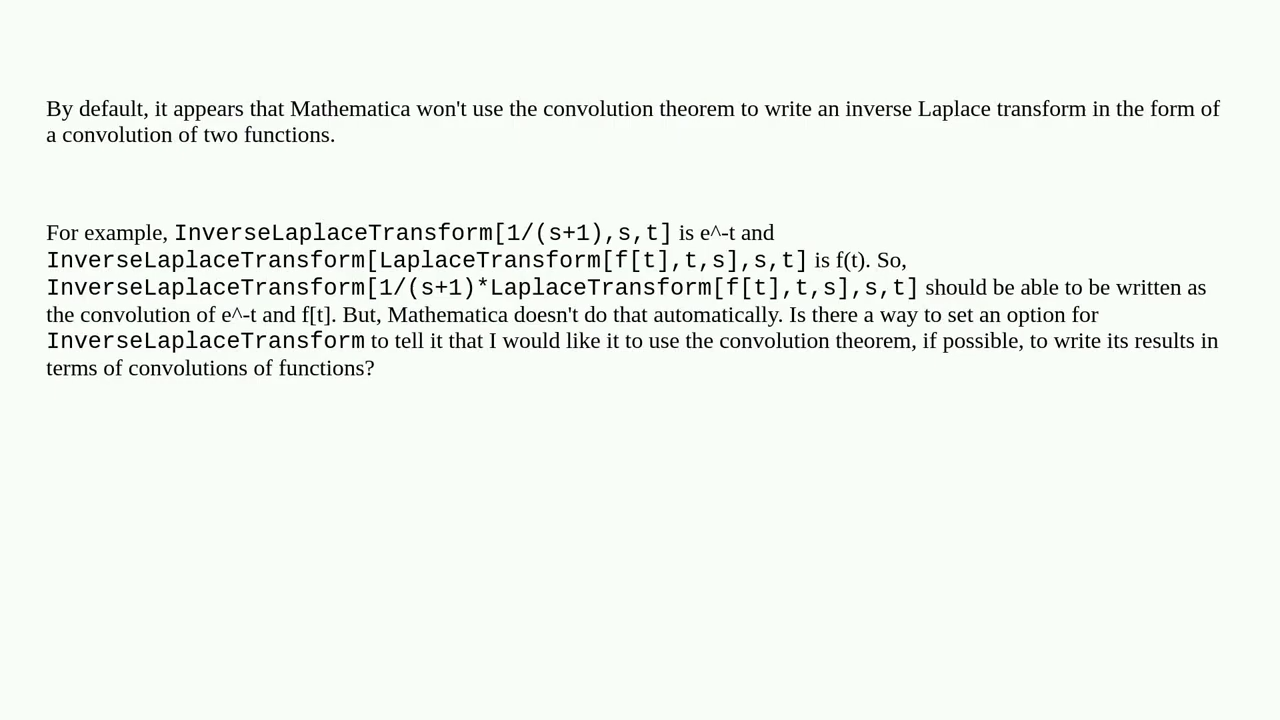 By default, it appears that Mathematica won't use the convolution theorem to write an inverse Laplace transform in the form of
a convolution of two functions.
For example, InverseLaplaceTransform[1/(s+1),s,t] is e^-t and
InverseLaplaceTransform[LaplaceTransform[f[t],t,s],s,t] is f(t). So,
InverseLaplaceTransform[1/(s+1)*LaplaceTransform[f[t],t,s],s,t] should be able to be written as
the convolution of e^-t and f[t]. But, Mathematica doesn't do that automatically. Is there a way to set an option for
InverseLaplaceTransform to tell it that I would like it to use the convolution theorem, if possible, to write its results in
terms of convolutions of functions?